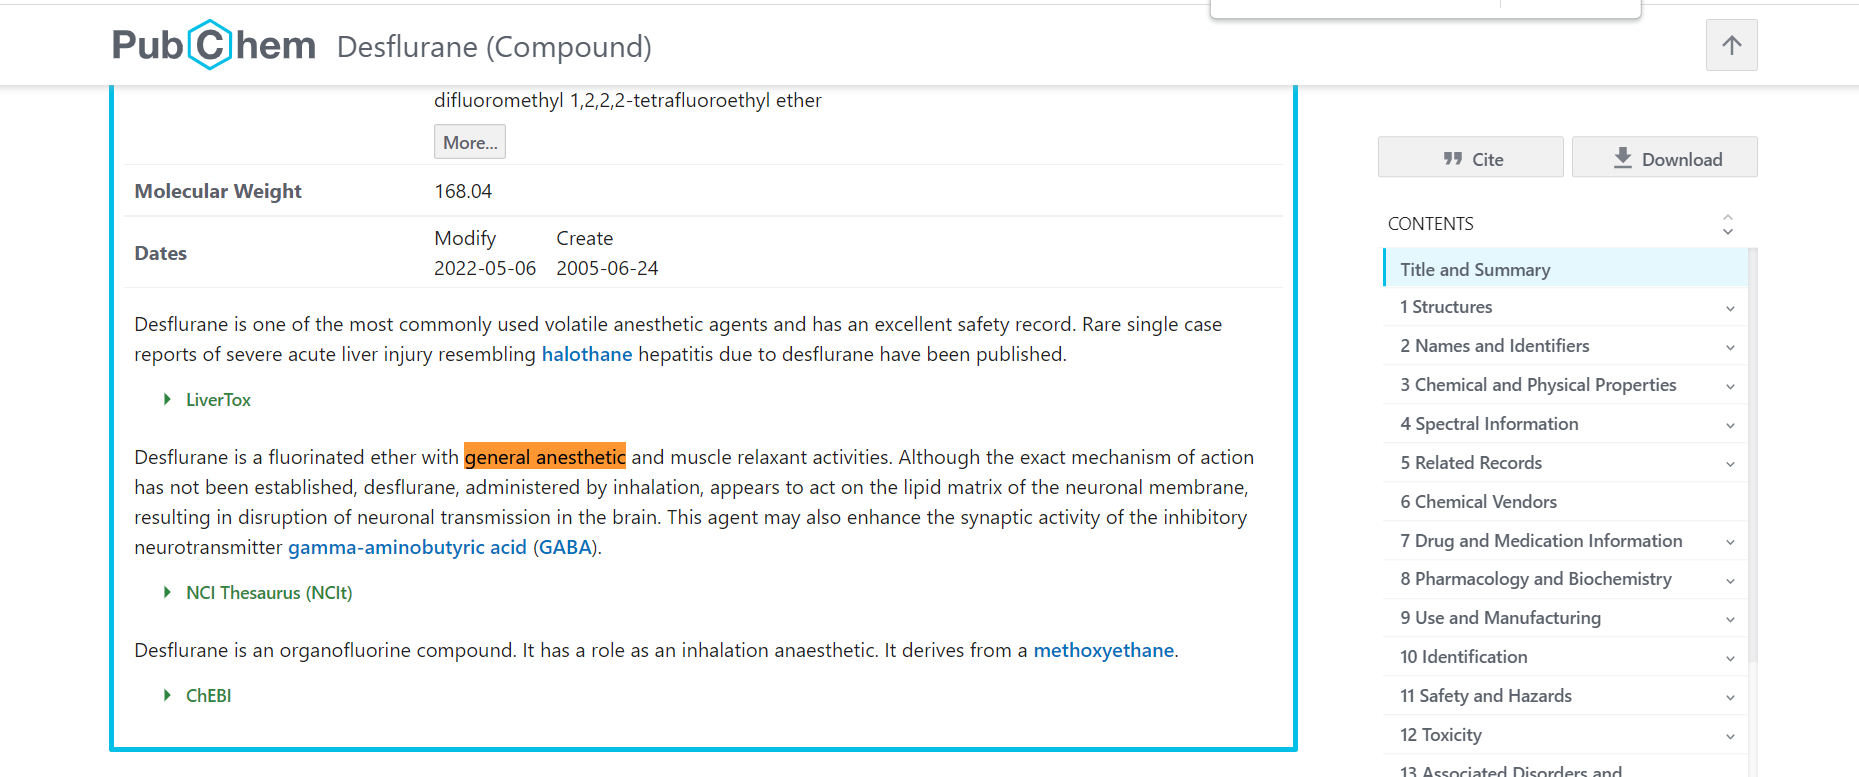 PubChem Desflurane (Compound)
difluoromethyl 1,2,2,2-tetrafluoroethyl ether
More...
Molecular Weight 168.04
Dates
Modify Create
2022-05-06 2005-06-24
Desflurane is one of the most commonly used volatile anesthetic agents and has an excellent safety record. Rare single case
reports of severe acute liver injury resembling halothane hepatitis due to desflurane have been published.
LiverTox
Desflurane is a fluorinated ether with general anesthetic and muscle relaxant activities. Although the exact mechanism of action
has not been established, desflurane, administered by inhalation, appears to act on the lipid matrix of the neuronal membrane,
resulting in disruption of neuronal transmission in the brain. This agent may also enhance the synaptic activity of the inhibitory
neurotransmitter gamma-aminobutyric acid (GABA).
NCI Thesaurus (NCIt)
Desflurane is an organofluorine compound. It has a role as an inhalation anaesthetic. It derives from a methoxyethane.
ChEBI
Cite Download
CONTENTS
Title and Summary
1 Structures
2 Names and Identifiers
3 Chemical and Physical Properties
4 Spectral Information
5 Related Records
6 Chemical Vendors
7 Drug and Medication Information
8 Pharmacology and Biochemistry
9 Use and Manufacturing
10 Identification
11 Safety and Hazards
12 Toxicity
13 Associated Disorders and